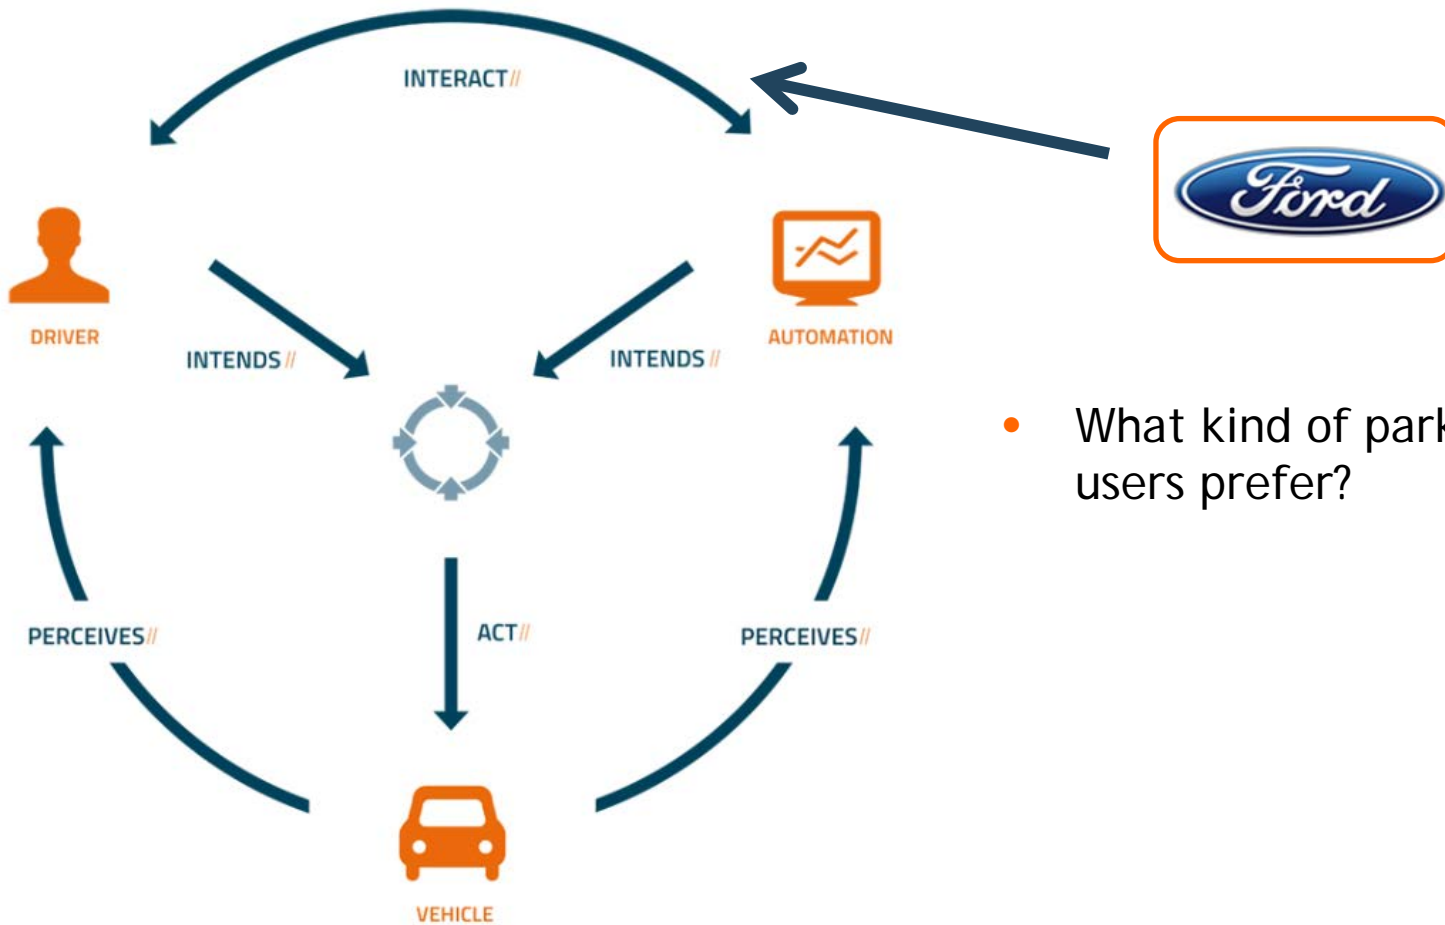 INTERACT//
Ford
DRIVER
AUTOMATION
INTENDS //
INTENDS //
• What kind of park
users prefer?
PERCEIVES//
ACT//
PERCEIVES//
VEHICLE